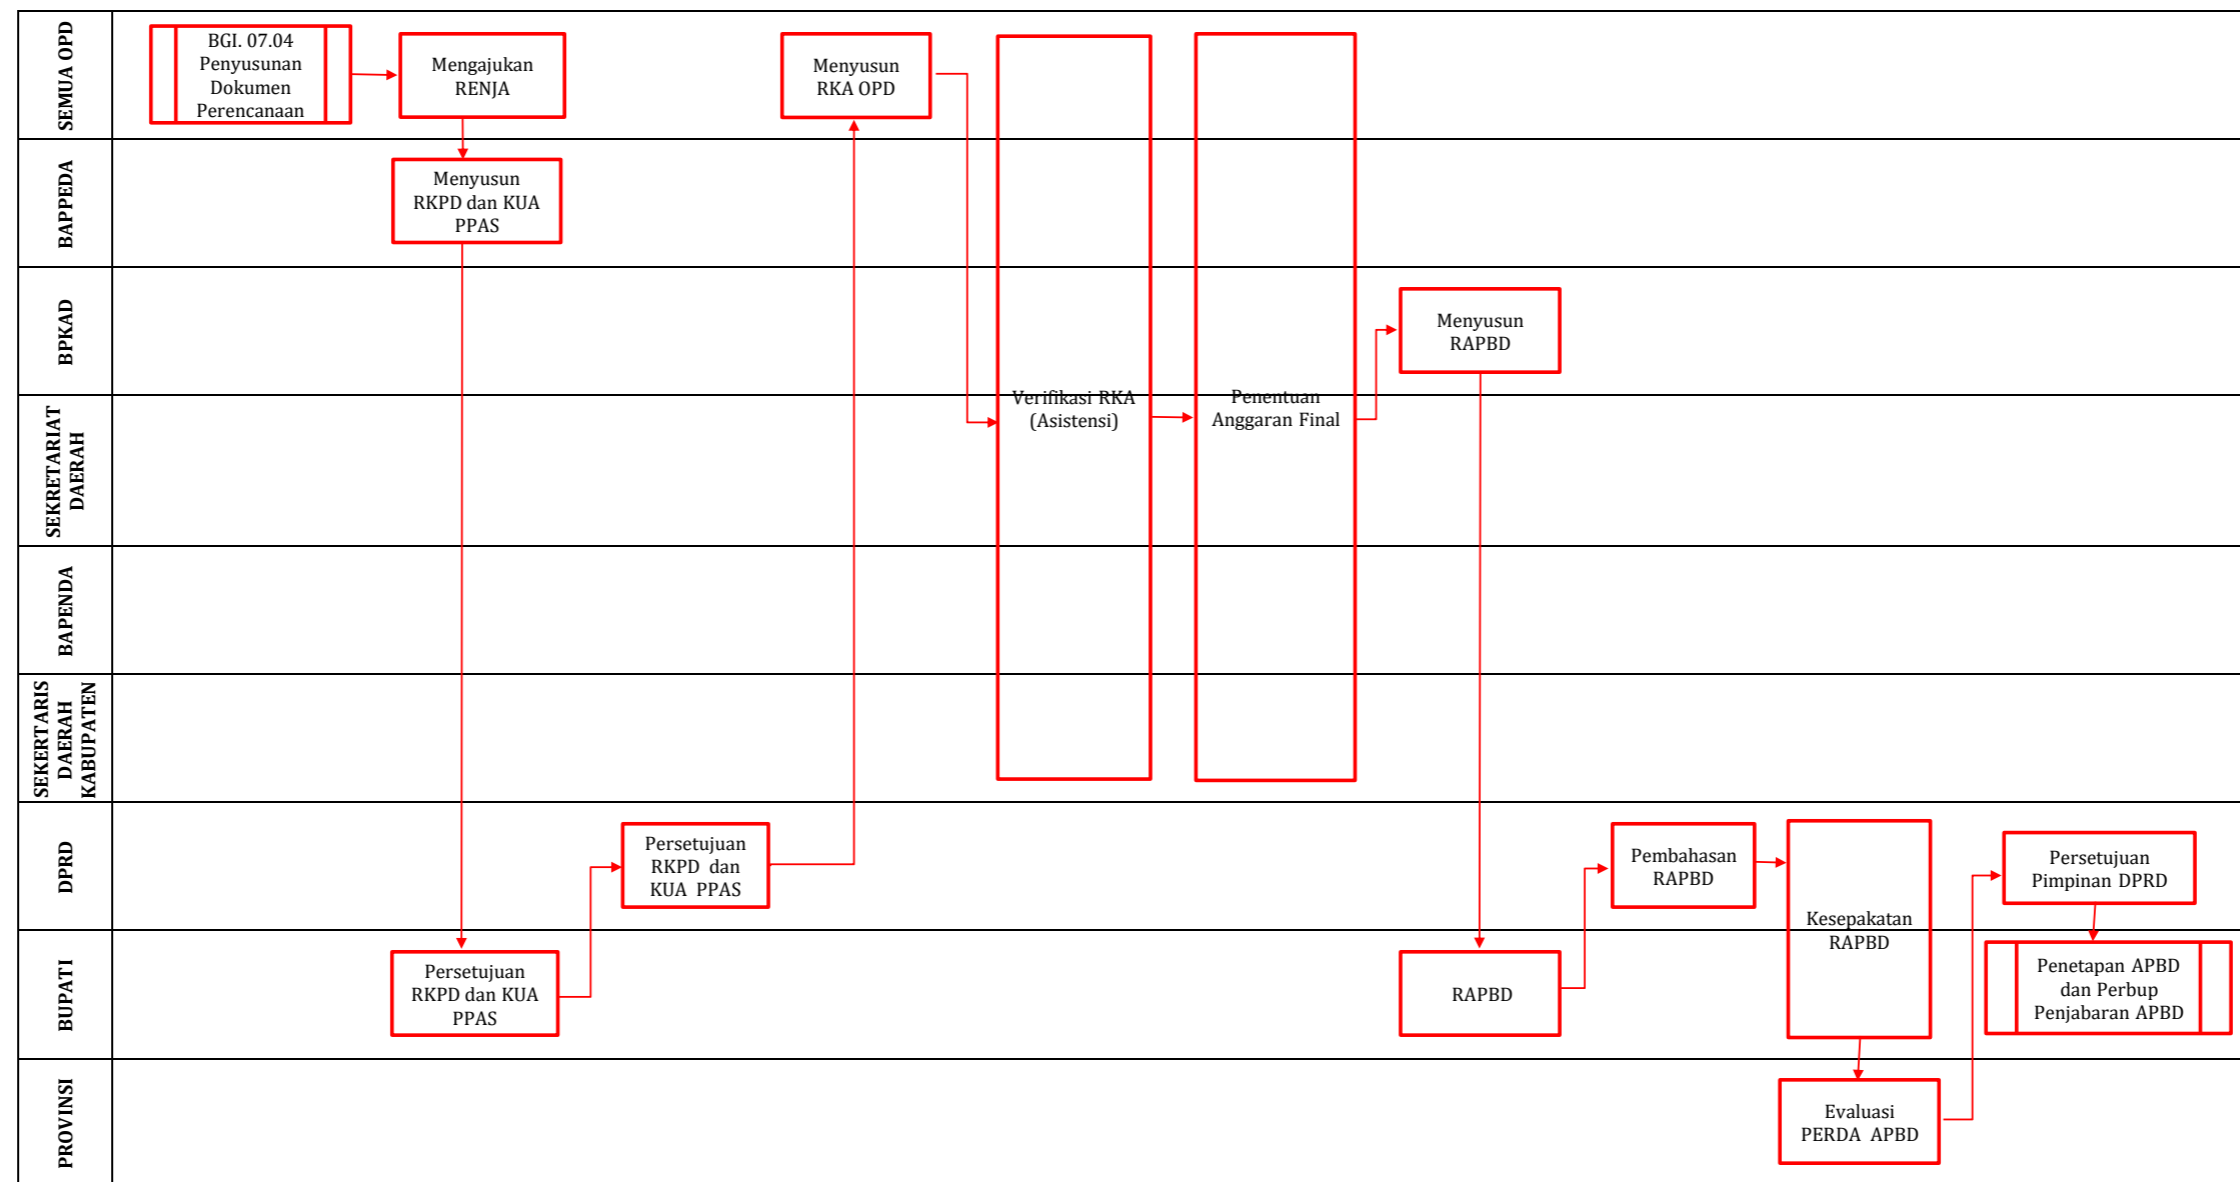 SEMUA OPD
BGI. 07.04
Penyusunan
Dokumen
Perencanaan
Mengajukan
RENJA
Menyusun
RKA OPD
BAPPEDA
Menyusun
RKPD dan KUA
PPAS
BPKAD
Menyusun
RAPBD
Verifikasi RKA
(Asistensi)
Penentuan
Anggaran Final
SEKRETARIAT
DAERAH
BAPENDA
SEKERTARIS
DAERAH
KABUPATEN
DPRD
Persetujuan
RKPD dan
KUA PPAS
Pembahasan
RAPBD
Kesepakatan
RAPBD
Persetujuan
Pimpinan DPRD
BUPATI
Persetujuan
RKPD dan KUA
PPAS
RAPBD
Penetapan APBD
dan Perbup
Penjabaran APBD
PROVINSI
Evaluasi
PERDA APBD